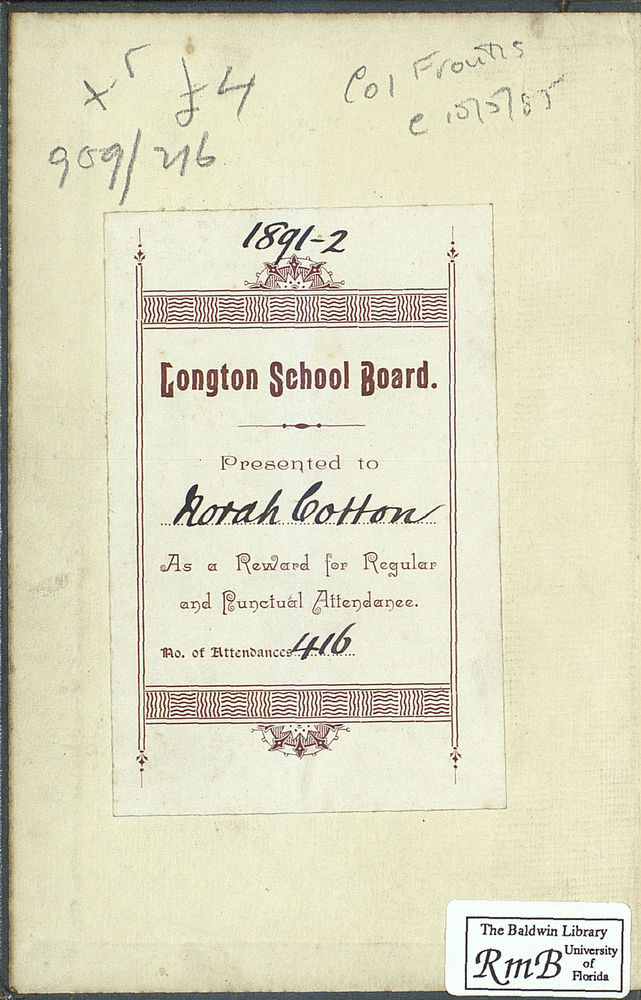 x r £4
Col Frontis
909/216
1891-2
Longton School Board.
Presented to
Norah Cotton
As a Reward for Regular
and Punctual Attendance.
No. of Attendances 416
The Baldwin Library
RmB University
of
Florida